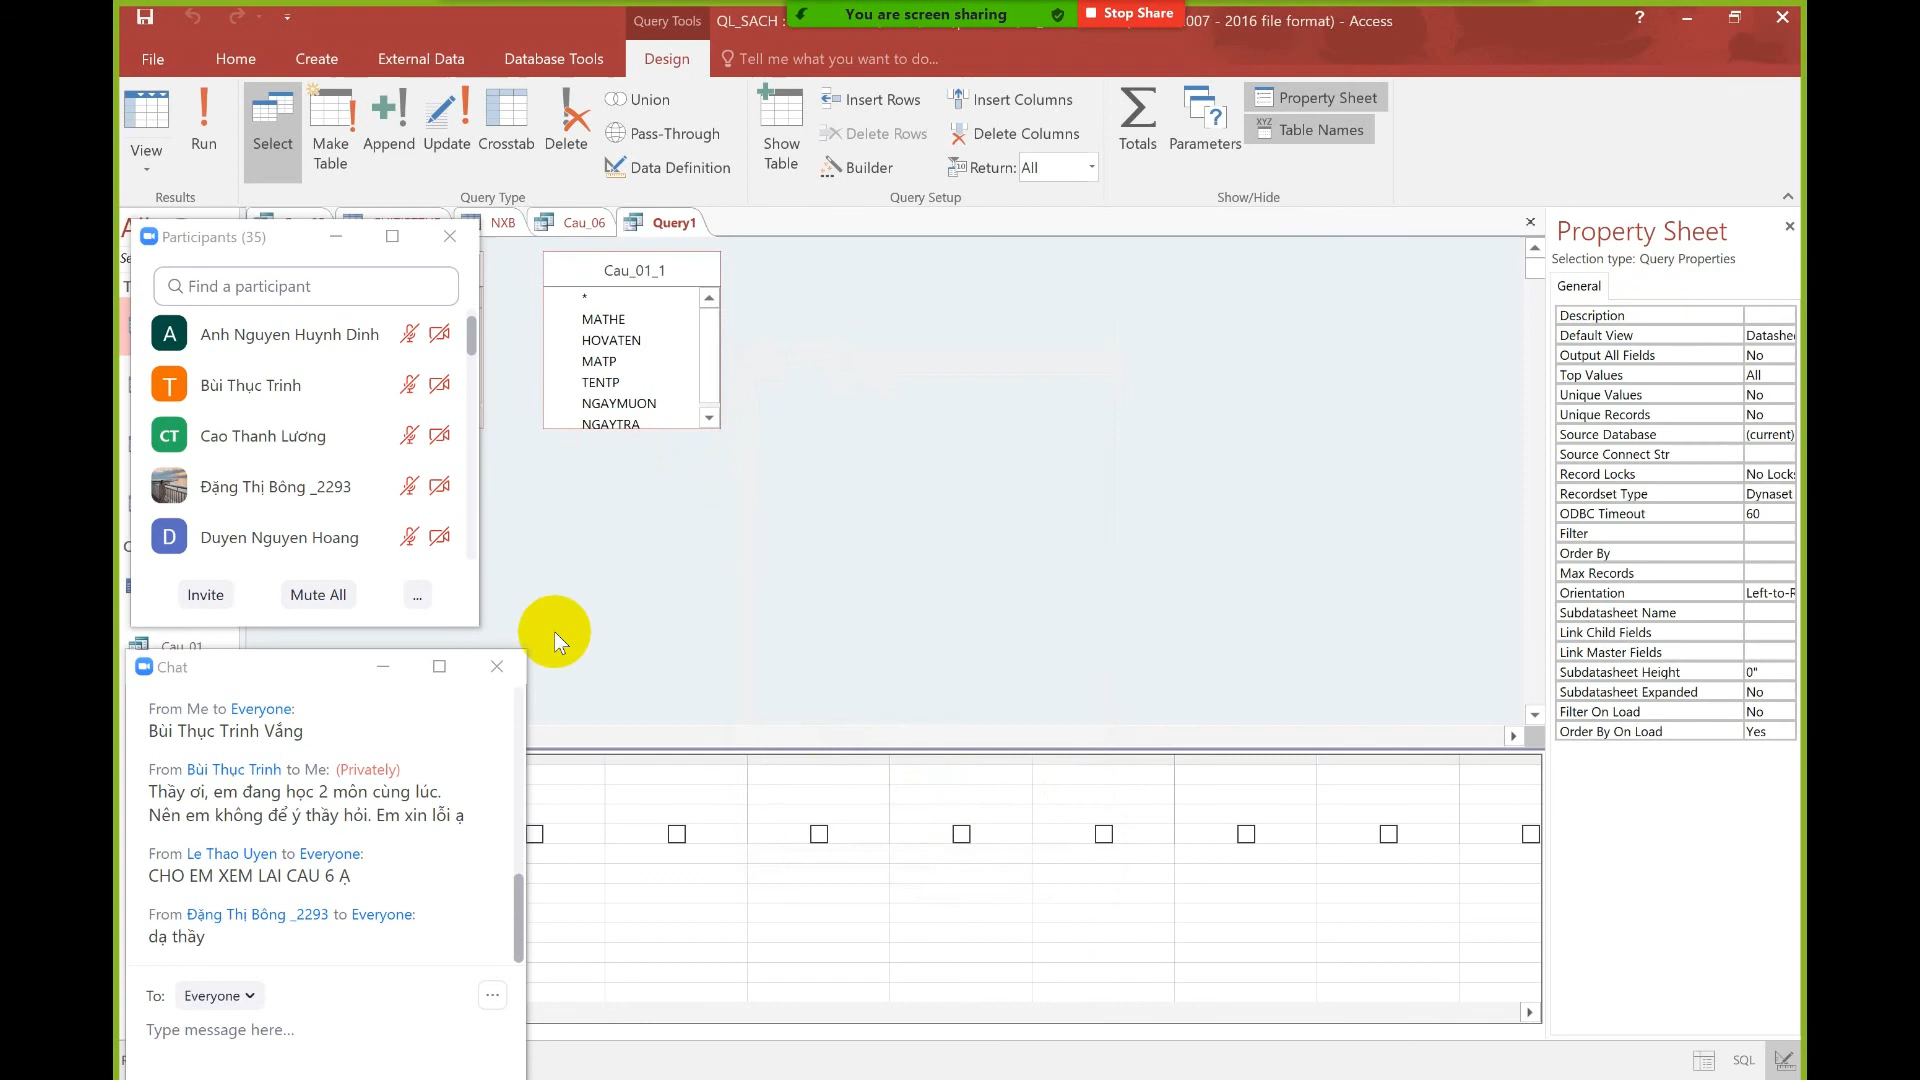 Query Tools
QL_SACH :
You are screen sharing
Stop Share
007 - 2016 file format) - Access
?
File
Home
Create
External Data
Database Tools
Design
Tell me what you want to do...
View
Run
Select
Make Table
Append
Update
Crosstab
Delete
Union
Pass-Through
Data Definition
Show Table
Insert Rows
Delete Rows
Builder
Insert Columns
Delete Columns
Return: All
Totals
Parameters
Property Sheet
Table Names
Results
Query Type
Query Setup
Show/Hide
NXB
Cau_06
Query1
Participants (35)
Find a participant
A
Anh Nguyen Huynh Dinh
T
Bùi Thục Trinh
CT
Cao Thanh Lương
Đặng Thị Bông _2293
D
Duyen Nguyen Hoang
Invite
Mute All
...
Cau_01
Cau_01_1
*
MATHE
HOVATEN
MATP
TENTP
NGAYMUON
NGAYTRA
Chat
From Me to Everyone:
Bùi Thục Trinh Vắng
From Bùi Thục Trinh to Me: (Privately)
Thầy ơi, em đang học 2 môn cùng lúc.
Nên em không để ý thầy hỏi. Em xin lỗi ạ
From Le Thao Uyen to Everyone:
CHO EM XEM LAI CAU 6 Ạ
From Đặng Thị Bông _2293 to Everyone:
dạ thầy
To: Everyone
Type message here...
Property Sheet
Selection type: Query Properties
General
Description
Default View Datashe
Output All Fields No
Top Values All
Unique Values No
Unique Records No
Source Database (current)
Source Connect Str
Record Locks No Locks
Recordset Type Dynaset
ODBC Timeout 60
Filter
Order By
Max Records
Orientation Left-to-R
Subdatasheet Name
Link Child Fields
Link Master Fields
Subdatasheet Height 0"
Subdatasheet Expanded No
Filter On Load No
Order By On Load Yes
SQL